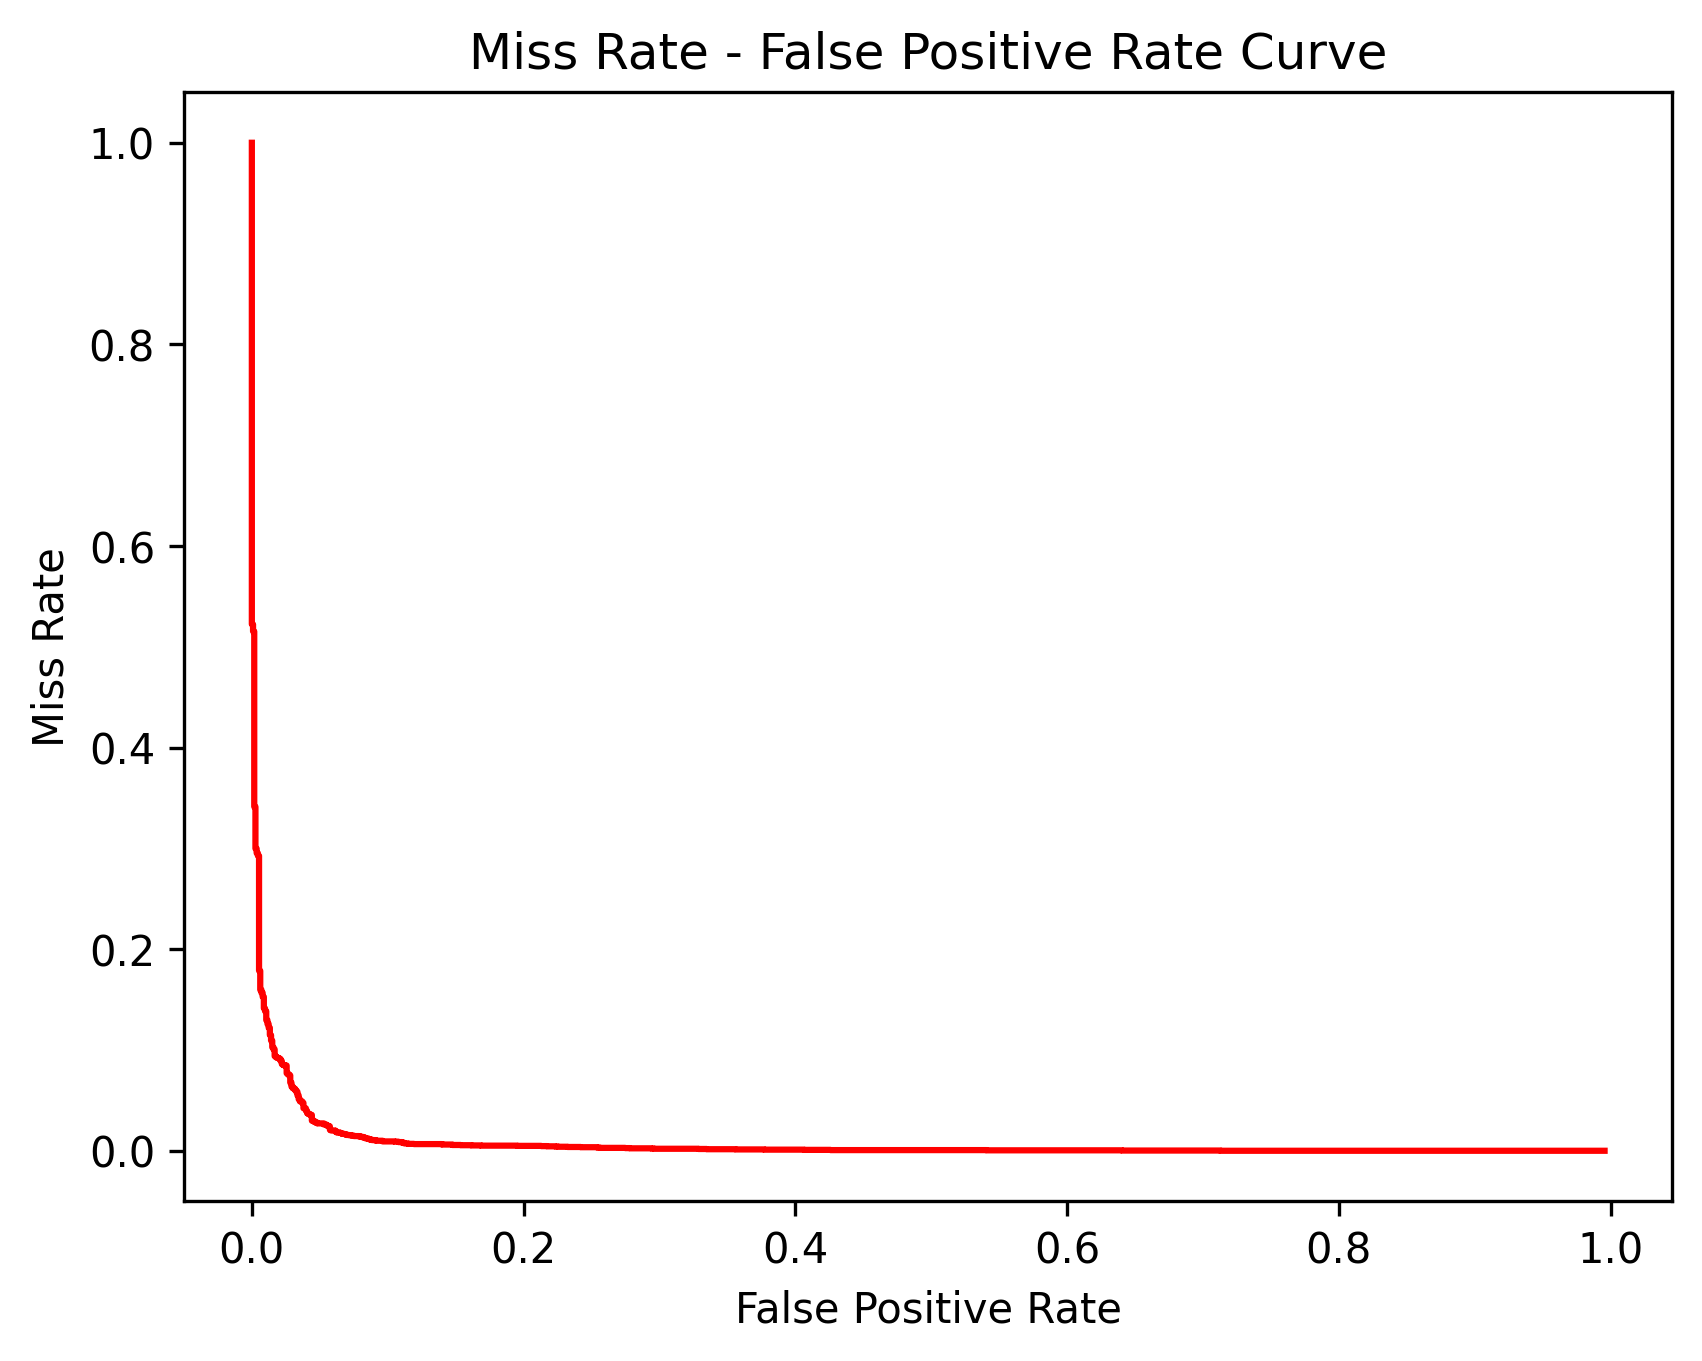 Miss Rate - False Positive Rate Curve
1.0
0.8
0.6
0.4
0.2
0.0
Miss Rate
0.0 0.2 0.4 0.6 0.8 1.0
False Positive Rate